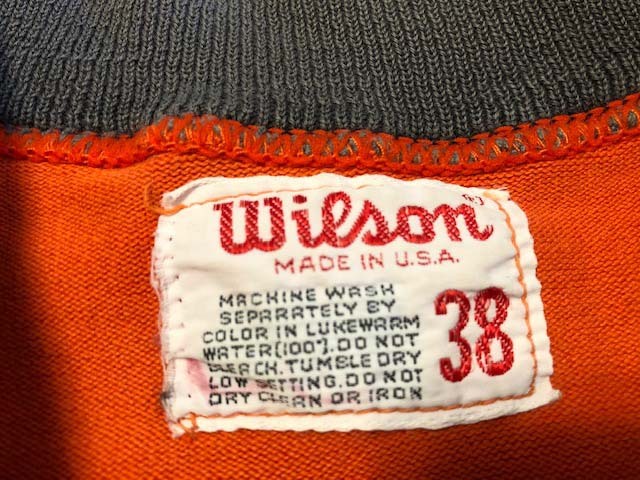 Wilson®
MADE IN U.S.A.
MACHINE WASH
SEPARATELY BY
COLOR IN LUKEWARM
WATER(100°). DO NOT
BLEACH. TUMBLE DRY
LOW SETTING. DO NOT
DRY CLEAN OR IRON
38